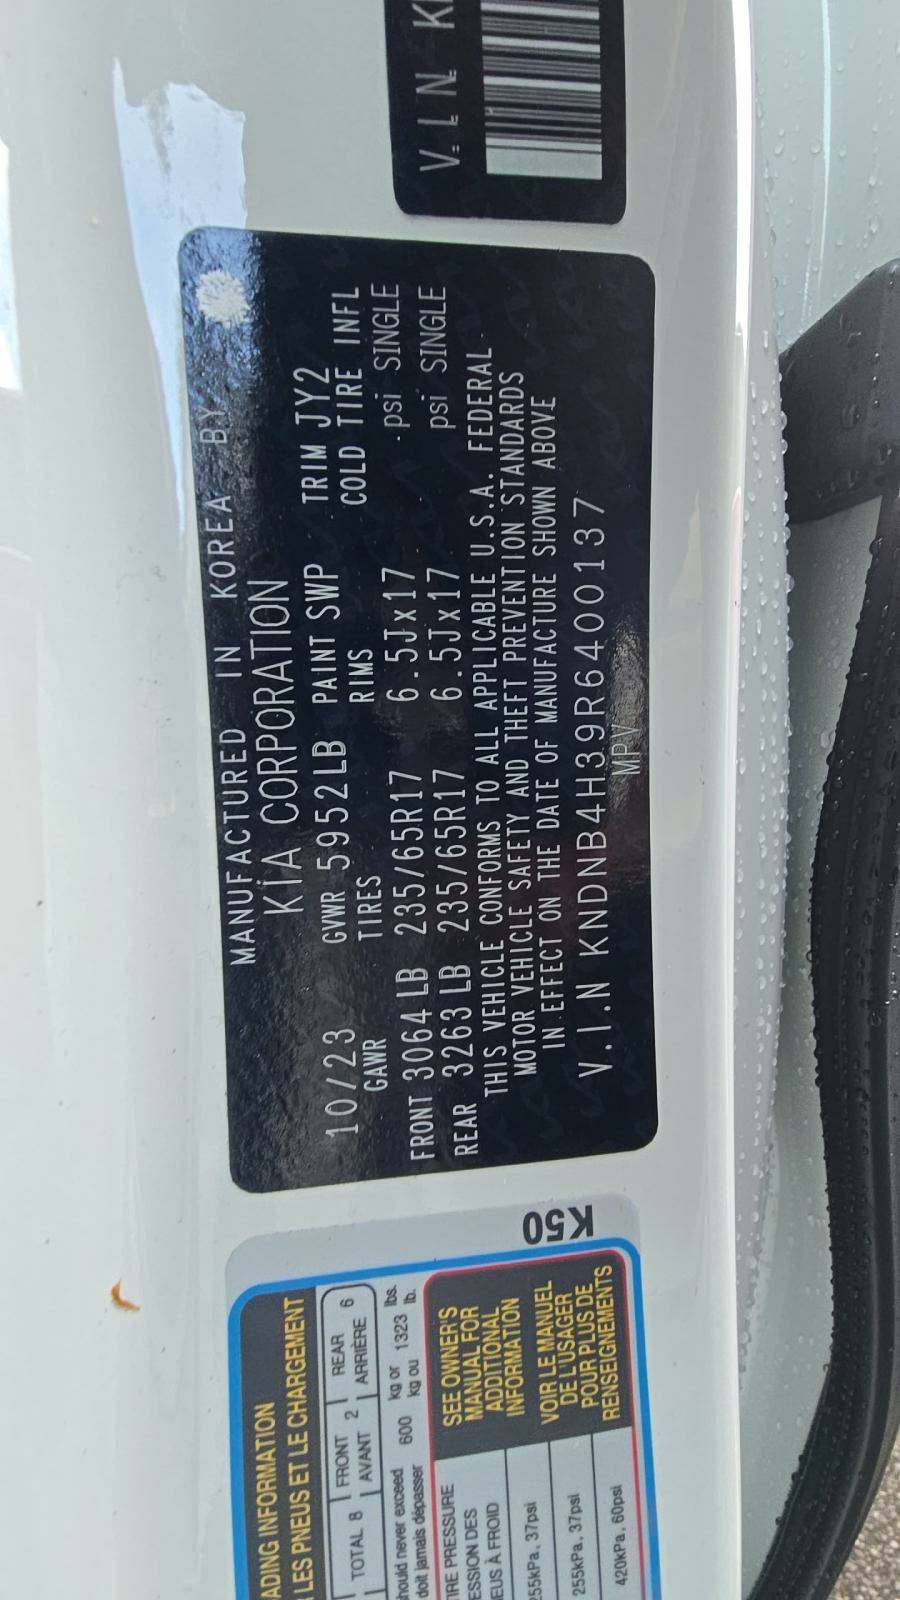 V.I.N. K
MANUFACTURED IN KOREA BY
KIA CORPORATION
10/23 GVWR 5952LB PAINT SWP TRIM JY2
GAWR TIRES RIMS COLD TIRE INFL
FRONT 3064 LB 235/65R17 6.5Jx17 psi SINGLE
REAR 3263 LB 235/65R17 6.5Jx17 psi SINGLE
THIS VEHICLE CONFORMS TO ALL APPLICABLE U.S.A. FEDERAL
MOTOR VEHICLE SAFETY AND THEFT PREVENTION STANDARDS
IN EFFECT ON THE DATE OF MANUFACTURE SHOWN ABOVE
V.I.N KNDNB4H39R6400137
MPV
K50
ADING INFORMATION
LES PNEUS ET LE CHARGEMENT
TOTAL 8 FRONT 2 REAR 6
AVANT ARRIÈRE
should never exceed 600 kg or 1323 lbs.
doit jamais dépasser kg ou lb.
IRE PRESSURE
ESSION DES
EUS À FROID
255kPa, 37psi
255kPa, 37psi
420kPa, 60psi
SEE OWNER'S
MANUAL FOR
ADDITIONAL
INFORMATION
VOIR LE MANUEL
DE L'USAGER
POUR PLUS DE
RENSEIGNEMENTS